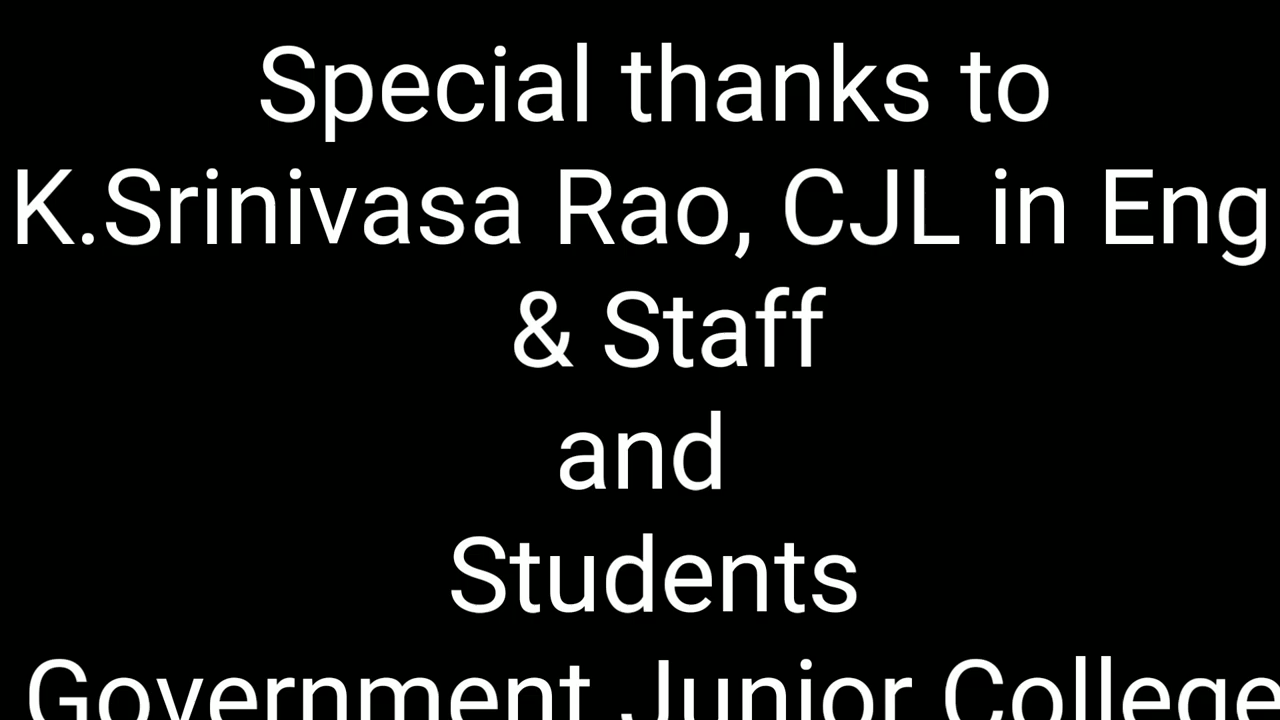 Special thanks to
K.Srinivasa Rao, CJL in Eng
& Staff
and
Students
Government Junior College